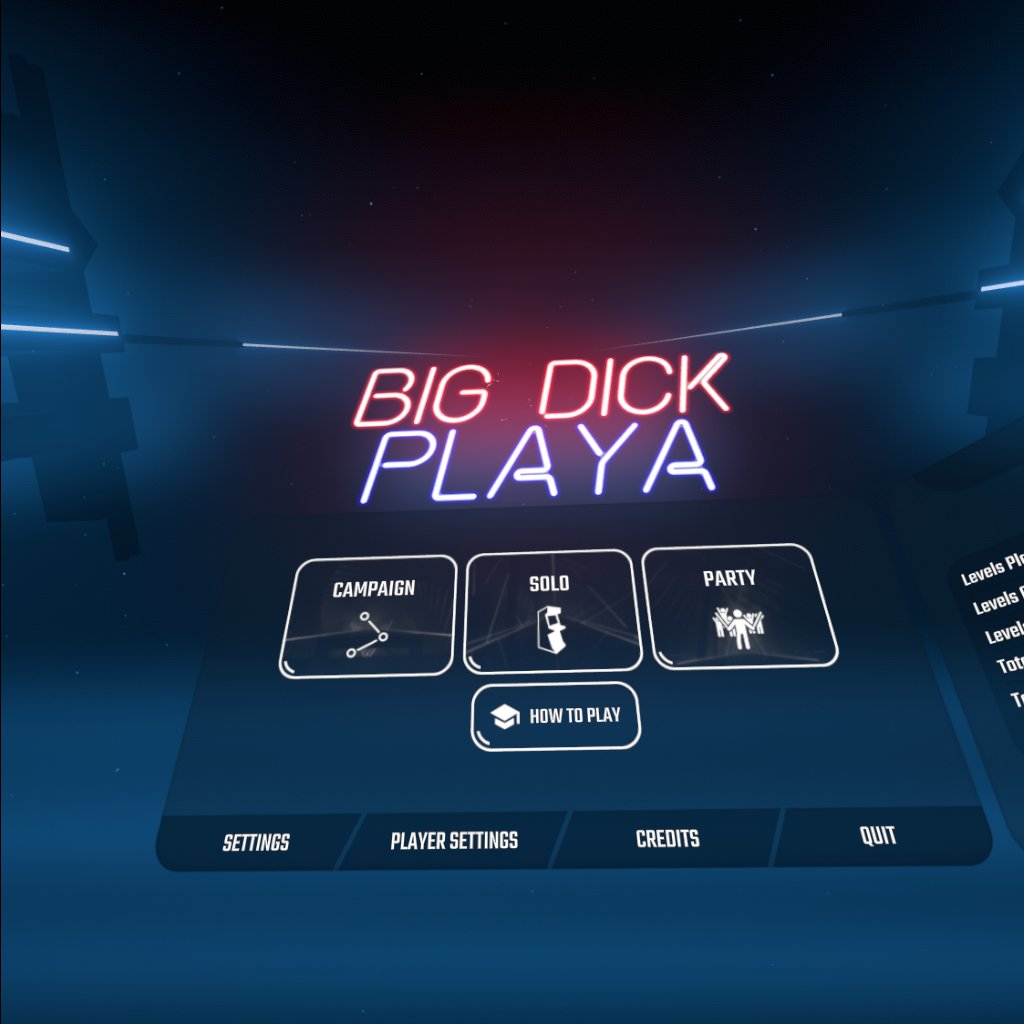 BIG DICK
PLAYA
CAMPAIGN
SOLO
PARTY
HOW TO PLAY
SETTINGS
PLAYER SETTINGS
CREDITS
QUIT
Levels
Levels